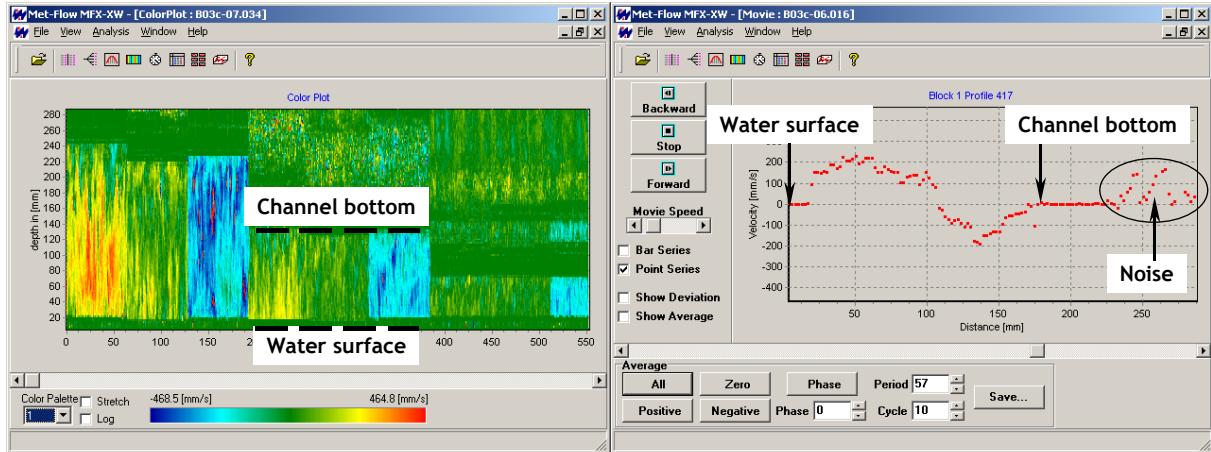 Met-Flow MFX-XW - [ColorPlot : B03c-07.034]
File View Analysis Window Help
Color Plot
280
260
240
220
200
180
160
140
120
100
80
60
40
20
depth in [mm]
Channel bottom
Water surface
0 50 100 150 2 400 450 500 550
Color Palette
1
Stretch
Log
-468.5 [mm/s] 464.8 [mm/s]
Met-Flow MFX-XW - [Movie : B03c-06.016]
File View Analysis Window Help
Backward
Stop
Forward
Movie Speed
Bar Series
Point Series
Show Deviation
Show Average
Block 1 Profile 417
Water surface
Channel bottom
Noise
200
100
0
-100
-200
-300
-400
Velocity [mm/s]
50 100 150 200 250
Distance [mm]
Average
All Zero Phase Period 57
Positive Negative Phase 0 Cycle 10
Save...